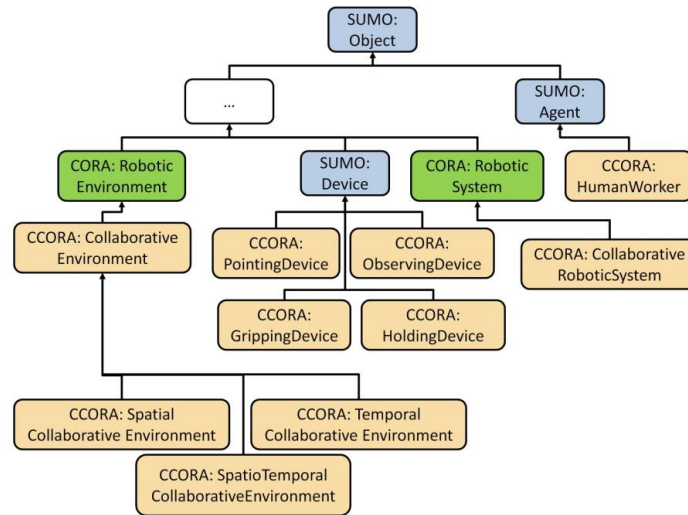 SUMO:
Object
...
SUMO:
Agent
CORA: Robotic
Environment
SUMO:
Device
CORA: Robotic
System
CCORA:
HumanWorker
CCORA: Collaborative
Environment
CCORA:
PointingDevice
CCORA:
ObservingDevice
CCORA: Collaborative
RoboticSystem
CCORA:
GrippingDevice
CCORA:
HoldingDevice
CCORA: Spatial
Collaborative Environment
CCORA: Temporal
Collaborative Environment
CCORA: SpatioTemporal
CollaborativeEnvironment